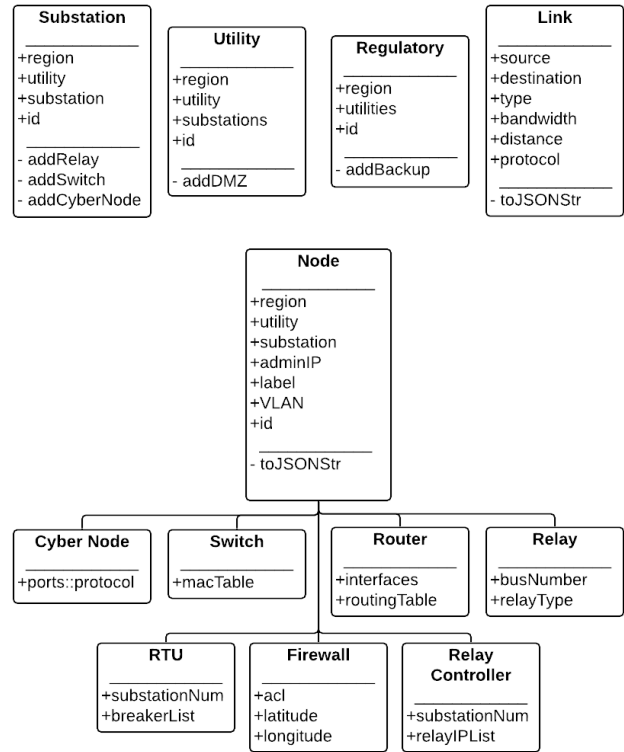 Substation
+region
+utility
+substation
+id
- addRelay
- addSwitch
- addCyberNode
Utility
+region
+utility
+substations
+id
- addDMZ
Regulatory
+region
+utilities
+id
- addBackup
Link
+source
+destination
+type
+bandwidth
+distance
+protocol
- toJSONStr
Node
+region
+utility
+substation
+adminIP
+label
+VLAN
+id
- toJSONStr
Cyber Node
+ports::protocol
Switch
+macTable
Router
+interfaces
+routingTable
Relay
+busNumber
+relayType
RTU
+substationNum
+breakerList
Firewall
+acl
+latitude
+longitude
Relay
Controller
+substationNum
+relayIPList